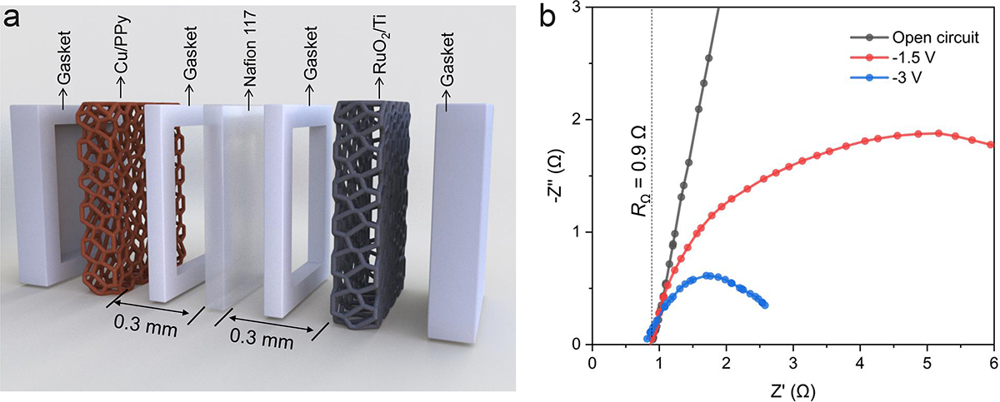 a
Gasket
Cu/PPy
Gasket
Nafion 117
Gasket
RuO₂/Ti
Gasket
0.3 mm
0.3 mm
b
3
2
1
0
-Z" (Ω)
Open circuit
-1.5 V
-3 V
R_Ω = 0.9 Ω
0 1 2 3 4 5 6
Z' (Ω)